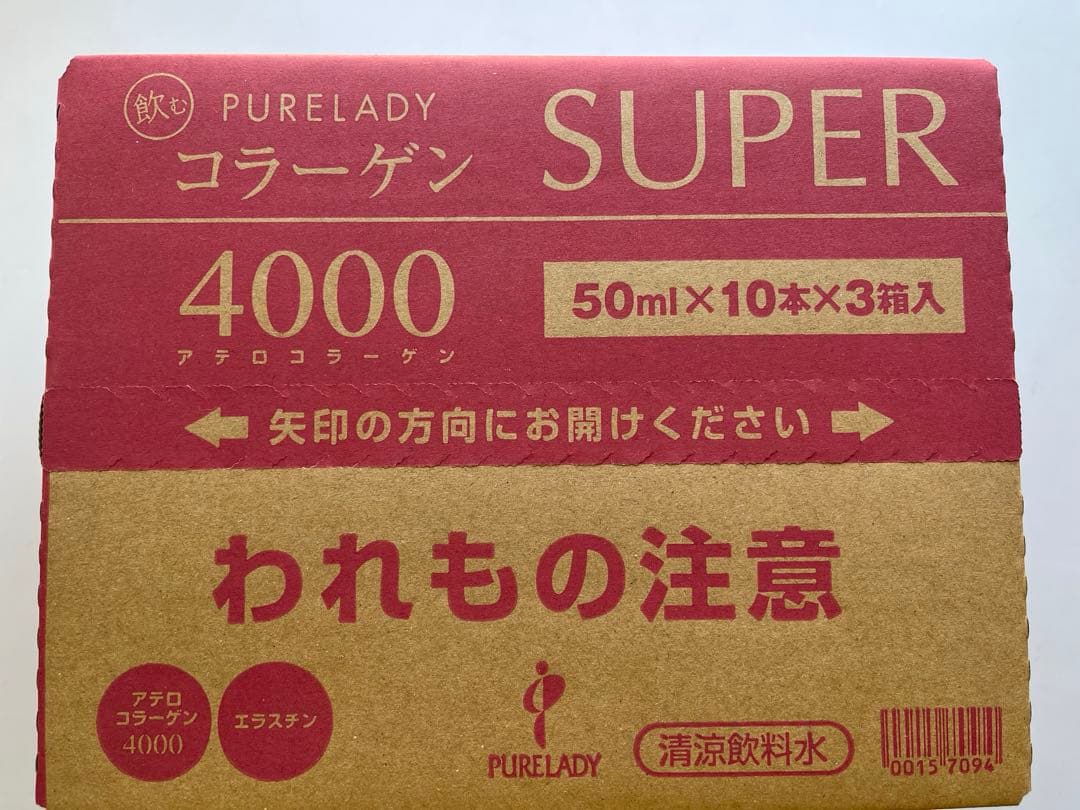 飲む PURELADY
コラーゲン
SUPER
4000
アテロコラーゲン
50ml×10本×3箱入
矢印の方向にお開けください
われもの注意
アテロ
コラーゲン
4000
エラスチン
PURELADY
清涼飲料水
0015 7094